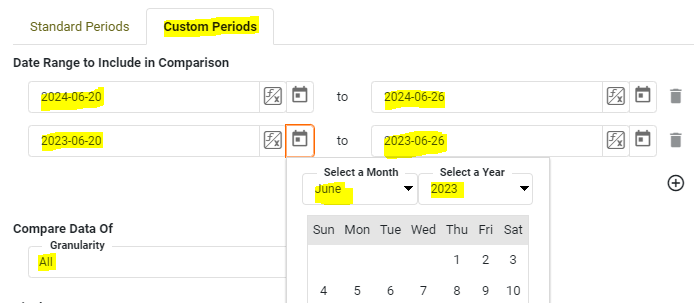 Standard Periods Custom Periods
Date Range to Include in Comparison
2024-06-20 f/x to 2024-06-26 f/x
2023-06-20 f/x to 2023-06-26 f/x
Select a Month Select a Year
June 2023
Sun Mon Tue Wed Thu Fri Sat
1 2 3
4 5 6 7 8 9 10
Compare Data Of
Granularity
All